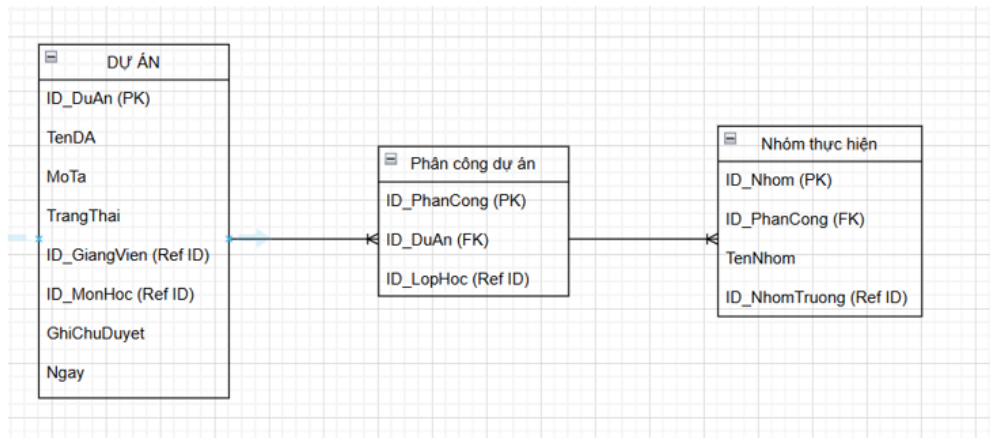 DỰ ÁN
ID_DuAn (PK)
TenDA
MoTa
TrangThai
ID_GiangVien (Ref ID)
ID_MonHoc (Ref ID)
GhiChuDuyet
Ngay
Phân công dự án
ID_PhanCong (PK)
ID_DuAn (FK)
ID_LopHoc (Ref ID)
Nhóm thực hiện
ID_Nhom (PK)
ID_PhanCong (FK)
TenNhom
ID_NhomTruong (Ref ID)